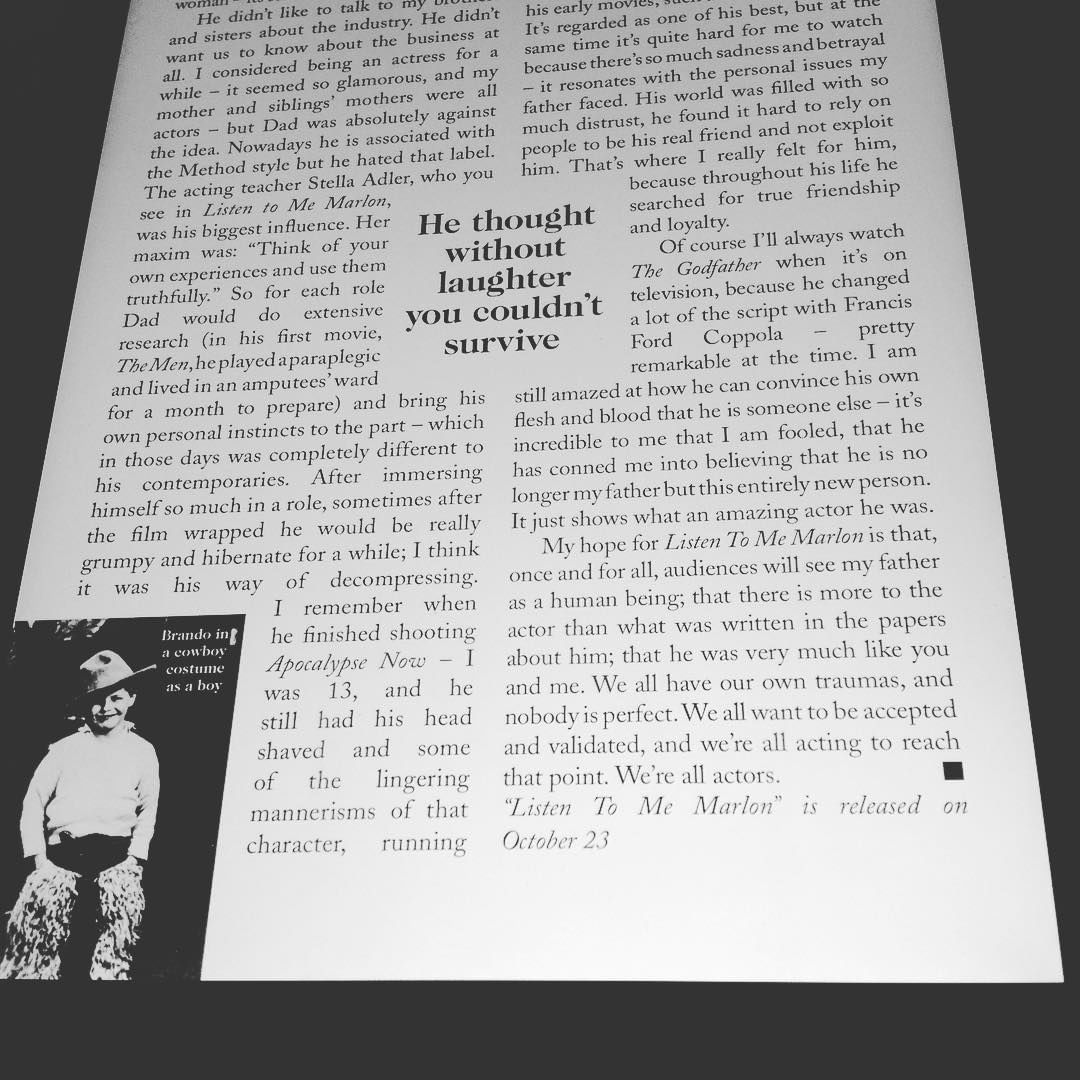 He didn't like to talk to my
and sisters about the industry. He didn't
want us to know about the business at
all. I considered being an actress for a
while – it seemed so glamorous, and my
mother and siblings' mothers were all
actors – but Dad was absolutely against
the idea. Nowadays he is associated with
the Method style but he hated that label.
The acting teacher Stella Adler, who you
see in Listen to Me Marlon,
was his biggest influence. Her
maxim was: “Think of your
own experiences and use them
truthfully.” So for each role
Dad would do extensive
research (in his first movie,
The Men, he played a paraplegic
and lived in an amputees' ward
for a month to prepare) and bring his
own personal instincts to the part – which
in those days was completely different to
his contemporaries. After immersing
himself so much in a role, sometimes after
the film wrapped he would be really
grumpy and hibernate for a while; I think
it was his way of decompressing.
I remember when
he finished shooting
Apocalypse Now – I
was 13, and he
still had his head
shaved and some
of the lingering
mannerisms of that
character, running
Brando in
a cowboy
costume
as a boy
He thought
without
laughter
you couldn't
survive
his early movies,
It's regarded as one of his best, but at the
same time it's quite hard for me to watch
because there's so much sadness and betrayal
– it resonates with the personal issues my
father faced. His world was filled with so
much distrust, he found it hard to rely on
people to be his real friend and not exploit
him. That's where I really felt for him,
because throughout his life he
searched for true friendship
and loyalty.
Of course I'll always watch
The Godfather when it's on
television, because he changed
a lot of the script with Francis
Ford Coppola – pretty
remarkable at the time. I am
still amazed at how he can convince his own
flesh and blood that he is someone else – it's
incredible to me that I am fooled, that he
has conned me into believing that he is no
longer my father but this entirely new person.
It just shows what an amazing actor he was.
My hope for Listen To Me Marlon is that,
once and for all, audiences will see my father
as a human being; that there is more to the
actor than what was written in the papers
about him; that he was very much like you
and me. We all have our own traumas, and
nobody is perfect. We all want to be accepted
and validated, and we're all acting to reach
that point. We're all actors.
“Listen To Me Marlon” is released on
October 23